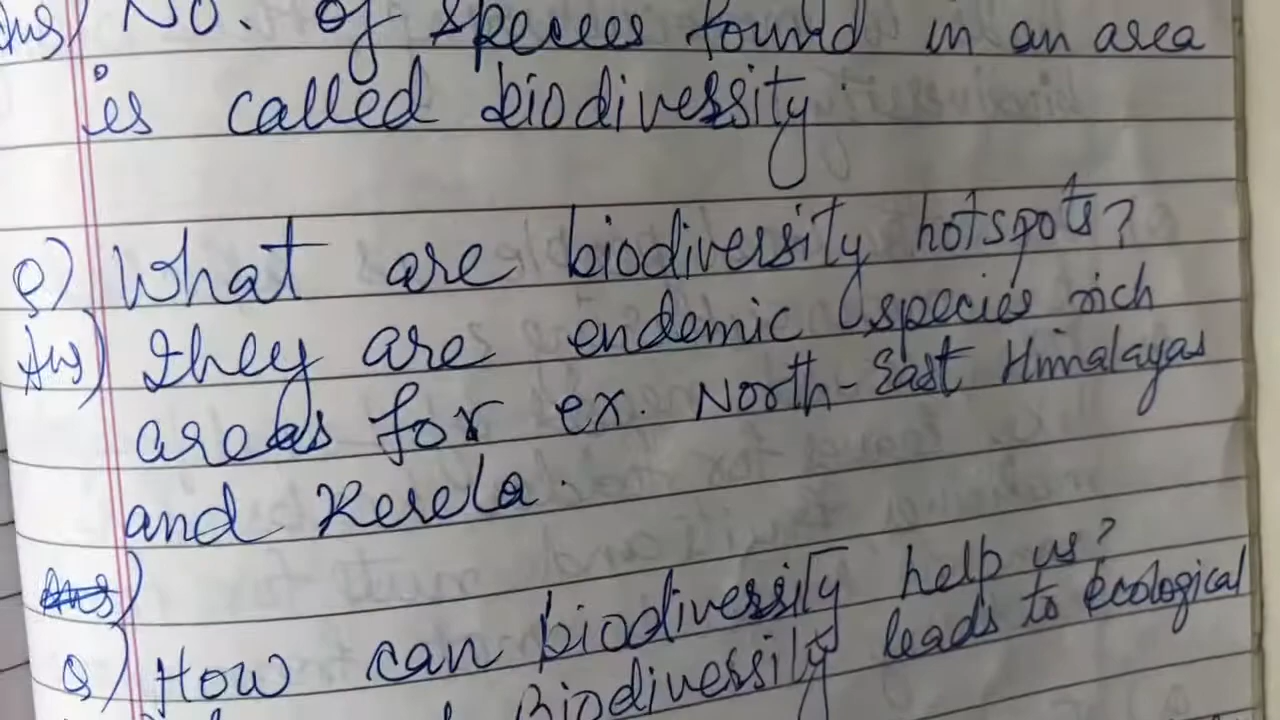 Ans) No. of species found in an area
is called biodiversity.
Q) What are biodiversity hotspots?
Ans) They are endemic species rich
areas for ex. North-East Himalayas
and Kerela.
Ans)
Q) How can biodiversity help us?
Biodiversity leads to ecological